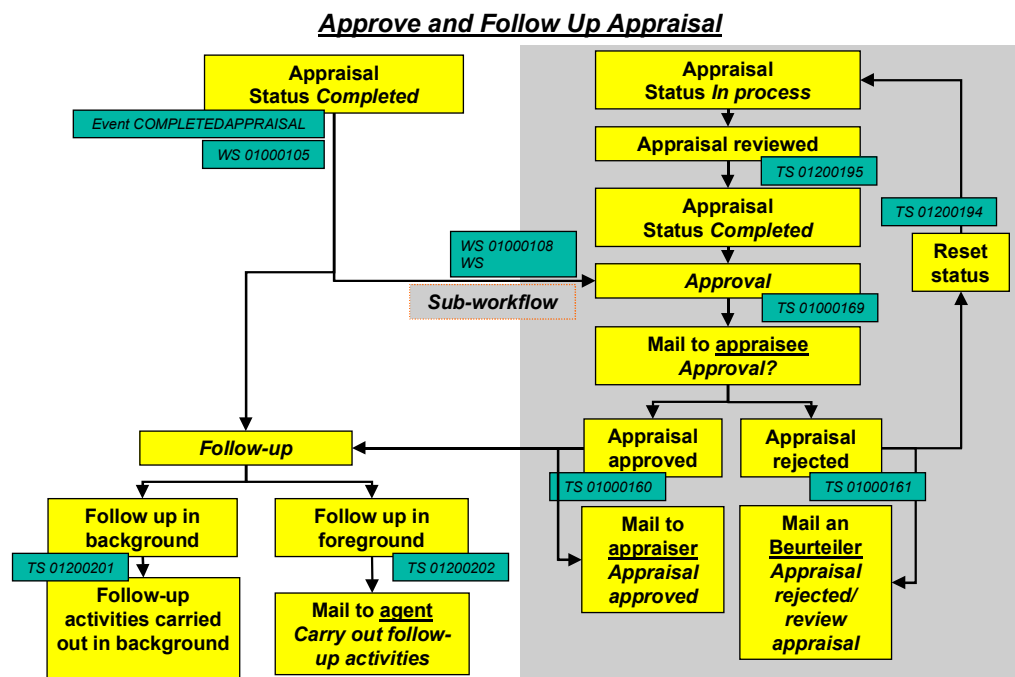 Approve and Follow Up Appraisal
Appraisal
Status Completed
Event COMPLETEDAPPRAISAL
WS 01000105
Appraisal
Status In process
Appraisal reviewed
TS 01200195
Appraisal
Status Completed
TS 01200194
Reset
status
WS 01000108
WS
Sub-workflow
Approval
TS 01000169
Mail to appraisee
Approval?
Follow-up
Appraisal
approved
TS 01000160
Appraisal
rejected
TS 01000161
Follow up in
background
TS 01200201
Follow up in
foreground
TS 01200202
Follow-up
activities carried
out in background
Mail to agent
Carry out follow-
up activities
Mail to
appraiser
Appraisal
approved
Mail an
Beurteiler
Appraisal
rejected/
review
appraisal